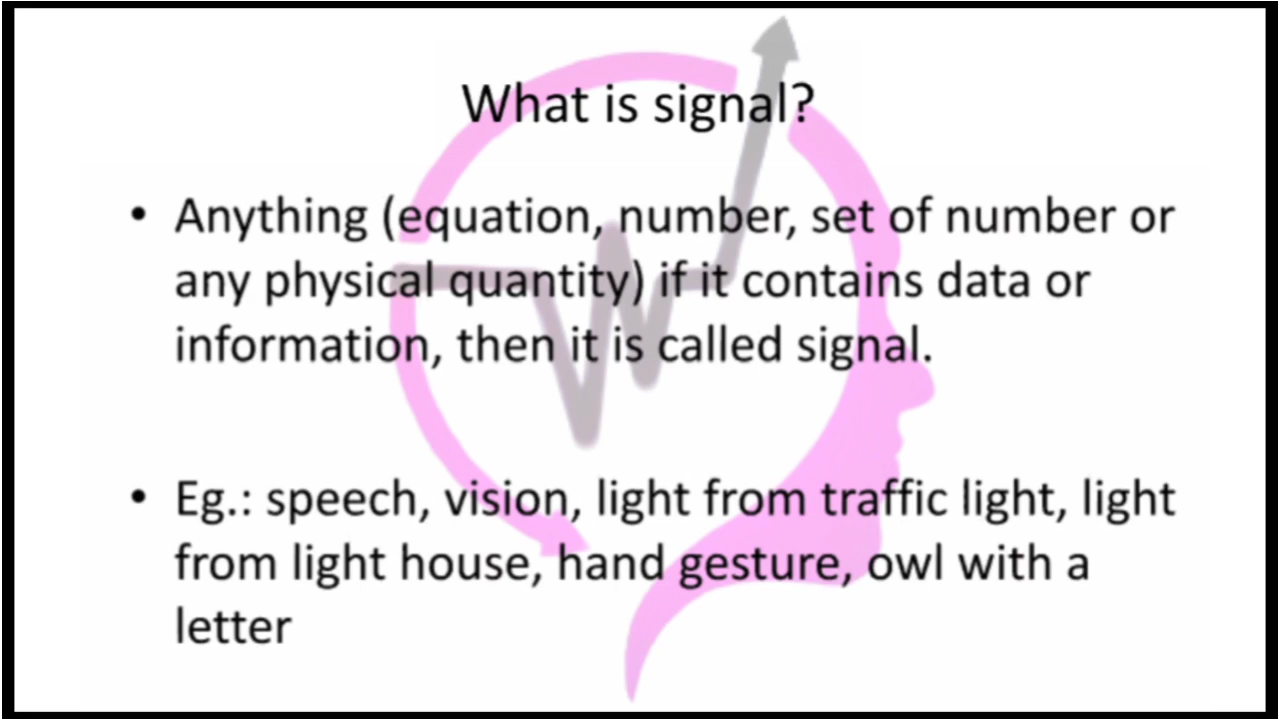 What is signal?
• Anything (equation, number, set of number or
any physical quantity) if it contains data or
information, then it is called signal.
• Eg.: speech, vision, light from traffic light, light
from light house, hand gesture, owl with a
letter